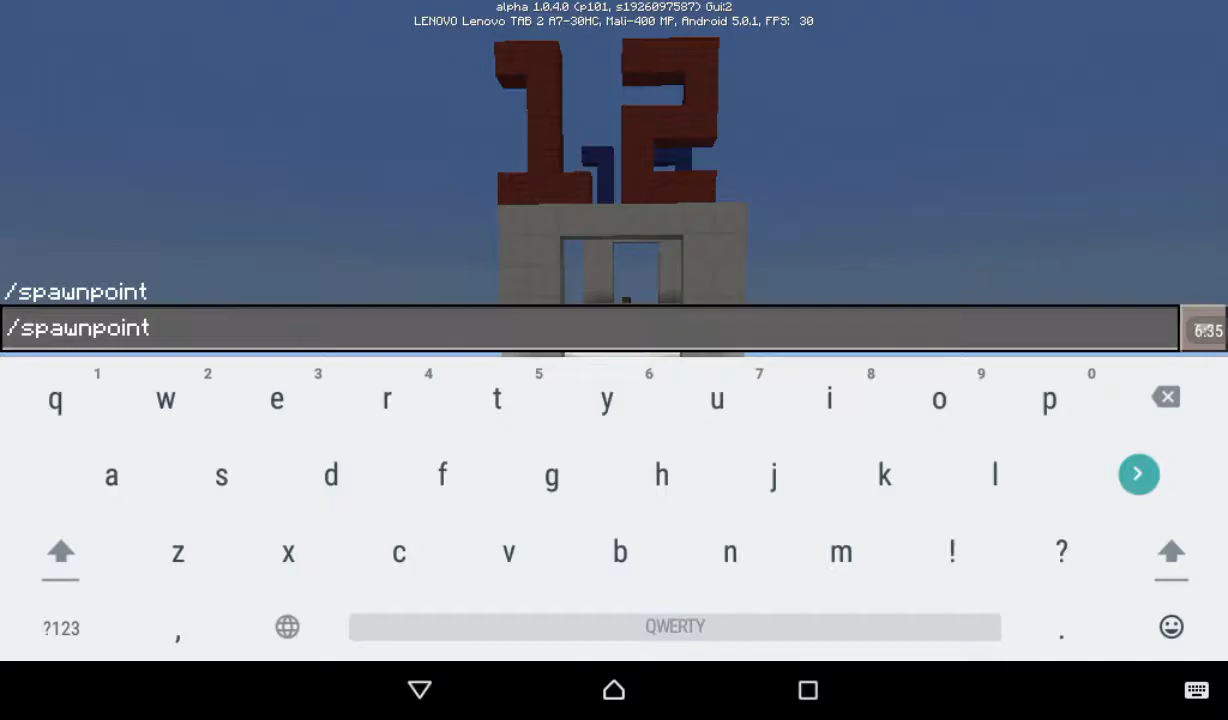 alpha 1.0.4.0 (p101, s1926097587) Gui:2
LENOVO Lenovo TAB 2 A7-30HC, Mali-400 MP, Android 5.0.1, FPS: 30
12
12
/spawnpoint
/spawnpoint
6:35
1 2 3 4 5 6 7 8 9 0
q w e r t y u i o p
a s d f g h j k l
z x c v b n m ! ?
?123 , QWERTY .